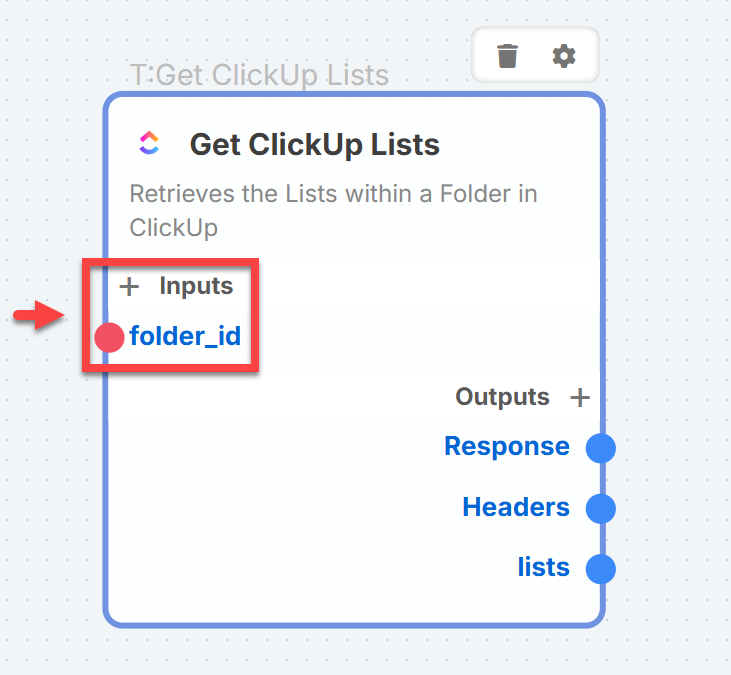 T:Get ClickUp Lists
Get ClickUp Lists
Retrieves the Lists within a Folder in
ClickUp
+ Inputs
folder_id
Outputs +
Response
Headers
lists